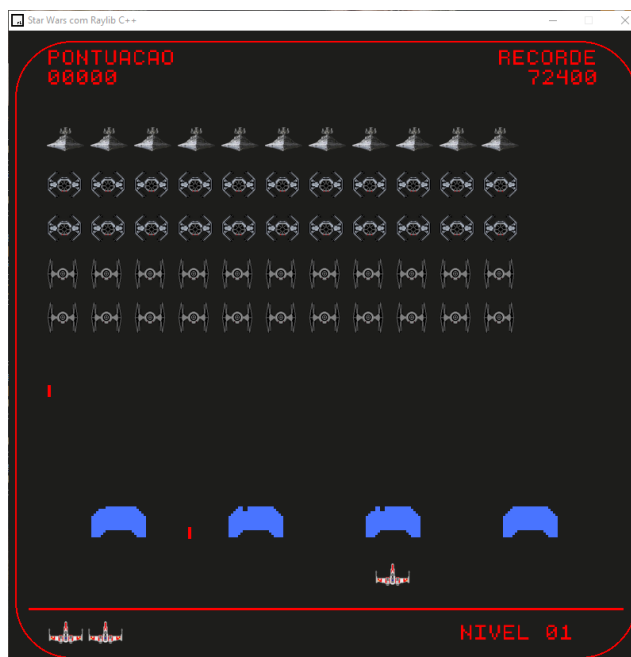 Star Wars com Raylib C++
PONTUACAO
00000
RECORDE
72400
NIVEL 01